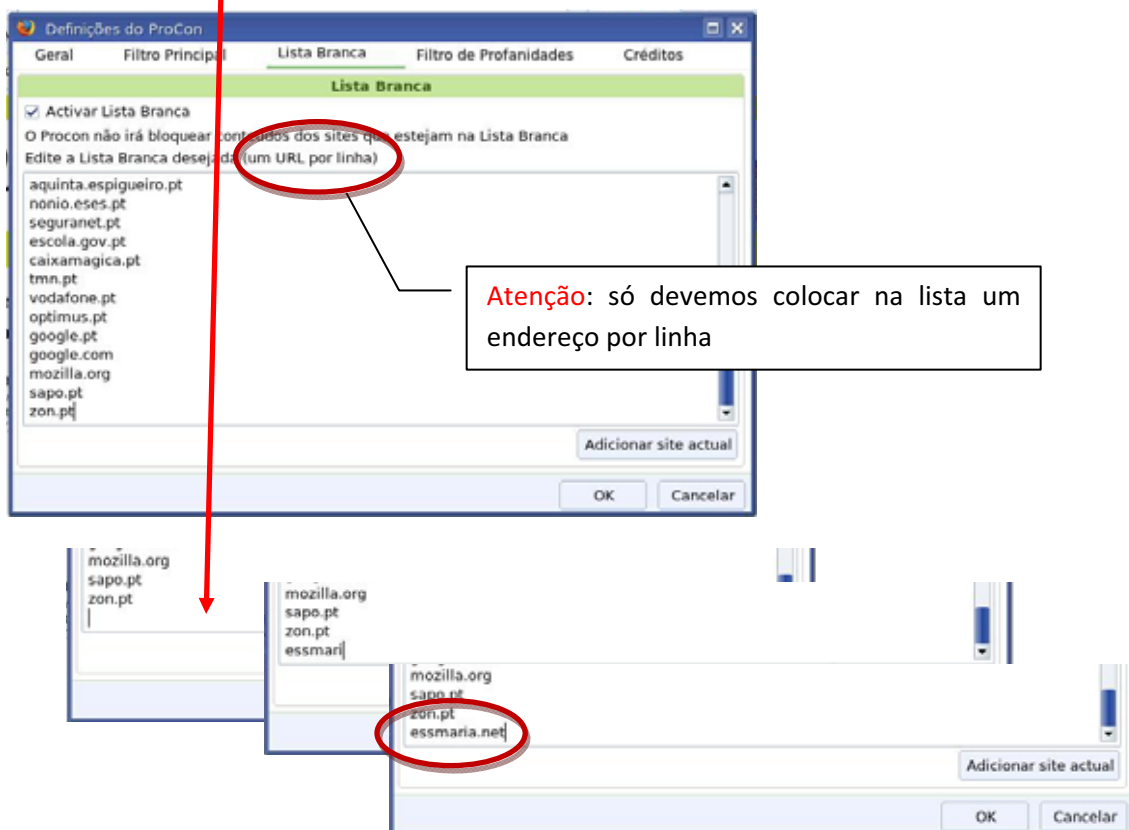 Definições do ProCon
Geral Filtro Principal Lista Branca Filtro de Profanidades Créditos
Lista Branca
Activar Lista Branca
O Procon não irá bloquear conteúdos dos sites que estejam na Lista Branca
Edite a Lista Branca desejada (um URL por linha)
aquinta.espigueiro.pt
nonio.eses.pt
seguranet.pt
escola.gov.pt
caixamagica.pt
tmn.pt
vodafone.pt
optimus.pt
google.pt
google.com
mozilla.org
sapo.pt
zon.pt
Atenção: só devemos colocar na lista um
endereço por linha
Adicionar site actual
OK Cancelar
mozilla.org
sapo.pt
zon.pt
mozilla.org
sapo.pt
zon.pt
essmari
mozilla.org
sapo.pt
zon.pt
essmaria.net
Adicionar site actual
OK Cancelar